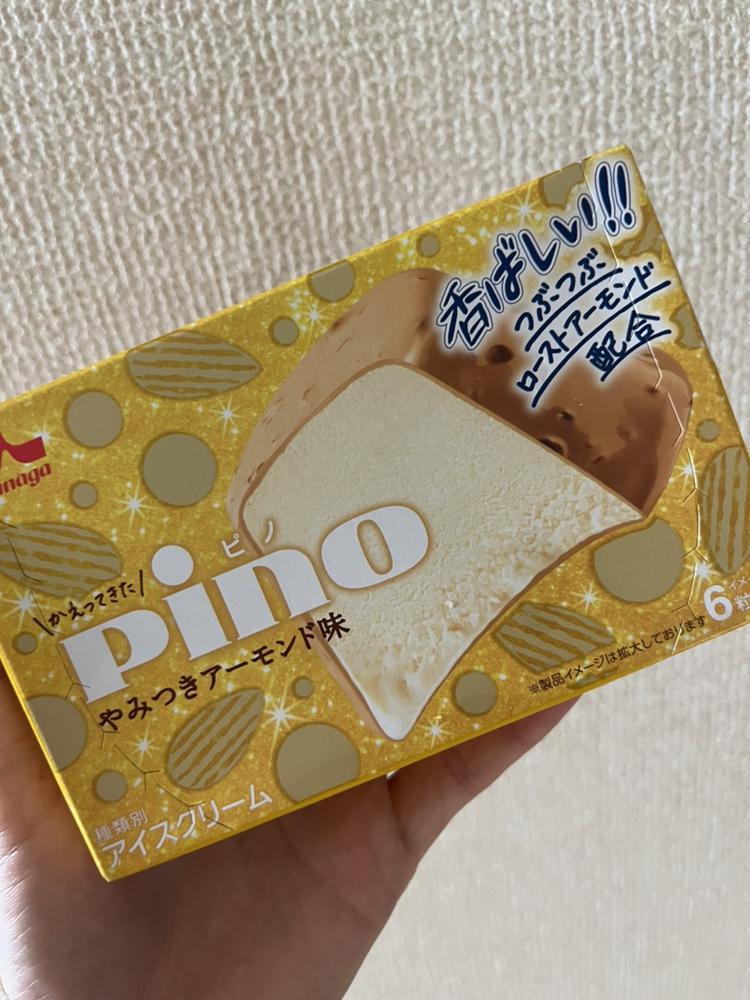 香ばしい!!
つぶつぶ
ローストアーモンド
配合
かえってきた
ピノ
pino
やみつきアーモンド味
※製品イメージは拡大しております
6
種類別
アイスクリーム